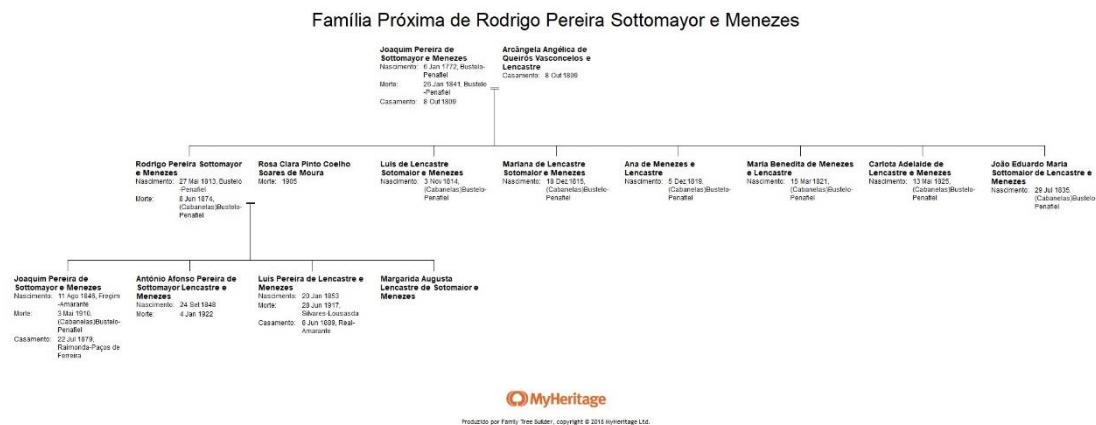 Família Próxima de Rodrigo Pereira Sottomayor e Menezes
Joaquim Pereira de
Sottomayor e Menezes
Nascimento: 6 Jan 1772, Bustelo-
Penafiel
Morte: 26 Jan 1841, Bustelo
-Penafiel
Casamento: 8 Out 1809
Arcângela Angélica de
Queirós Vasconcelos e
Lencastre
Casamento: 8 Out 1809
Rodrigo Pereira Sottomayor
e Menezes
Nascimento: 27 Mai 1813, Bustelo
-Penafiel
Morte: 8 Jun 1874,
(Cabanelas)Bustelo-
Penafiel
Rosa Clara Pinto Coelho
Soares de Moura
Morte: 1905
Luis de Lencastre
Sotomaior e Menezes
Nascimento: 3 Nov 1814,
(Cabanelas)Bustelo-
Penafiel
Mariana de Lencastre
Sotomaior e Menezes
Nascimento: 18 Dez 1815,
(Cabanelas)Bustelo-
Penafiel
Ana de Menezes e
Lencastre
Nascimento: 5 Dez 1819,
(Cabanelas)Bustelo-
Penafiel
Maria Benedita de Menezes
e Lencastre
Nascimento: 15 Mar 1821,
(Cabanelas)Bustelo-
Penafiel
Carlota Adelaide de
Lencastre e Menezes
Nascimento: 13 Mai 1825,
(Cabanelas)Bustelo-
Penafiel
João Eduardo Maria
Sottomaior de Lencastre e
Menezes
Nascimento: 29 Jul 1835,
(Cabanelas)Bustelo
-Penafiel
Joaquim Pereira de
Sottomayor e Menezes
Nascimento: 11 Ago 1846, Fregim
-Amarante
Morte: 3 Mai 1910,
(Cabanelas)Bustelo-
Penafiel
Casamento: 22 Jul 1879,
Raimonda-Paços de
Ferreira
António Afonso Pereira de
Sottomayor Lencastre e
Menezes
Nascimento: 24 Set 1848
Morte: 4 Jan 1922
Luis Pereira de Lencastre e
Menezes
Nascimento: 20 Jan 1853
Morte: 28 Jun 1917,
Silvares-Lousada
Casamento: 6 Jun 1889, Real-
Amarante
Margarida Augusta
Lencastre de Sotomaior e
Menezes
MyHeritage
Produzido por Family Tree Builder, copyright © 2018 MyHeritage Ltd.